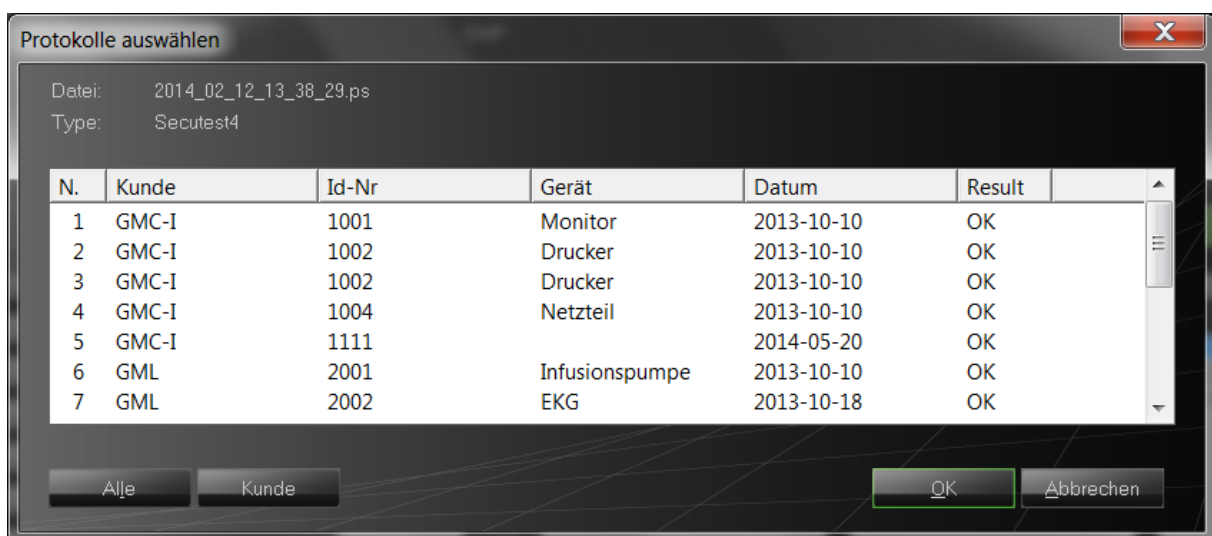 Protokolle auswählen
Datei: 2014_02_12_13_38_29.ps
Type: Secutest4
N. Kunde Id-Nr Gerät Datum Result
1 GMC-I 1001 Monitor 2013-10-10 OK
2 GMC-I 1002 Drucker 2013-10-10 OK
3 GMC-I 1002 Drucker 2013-10-10 OK
4 GMC-I 1004 Netzteil 2013-10-10 OK
5 GMC-I 1111 2014-05-20 OK
6 GML 2001 Infusionspumpe 2013-10-10 OK
7 GML 2002 EKG 2013-10-18 OK
Alle Kunde OK Abbrechen